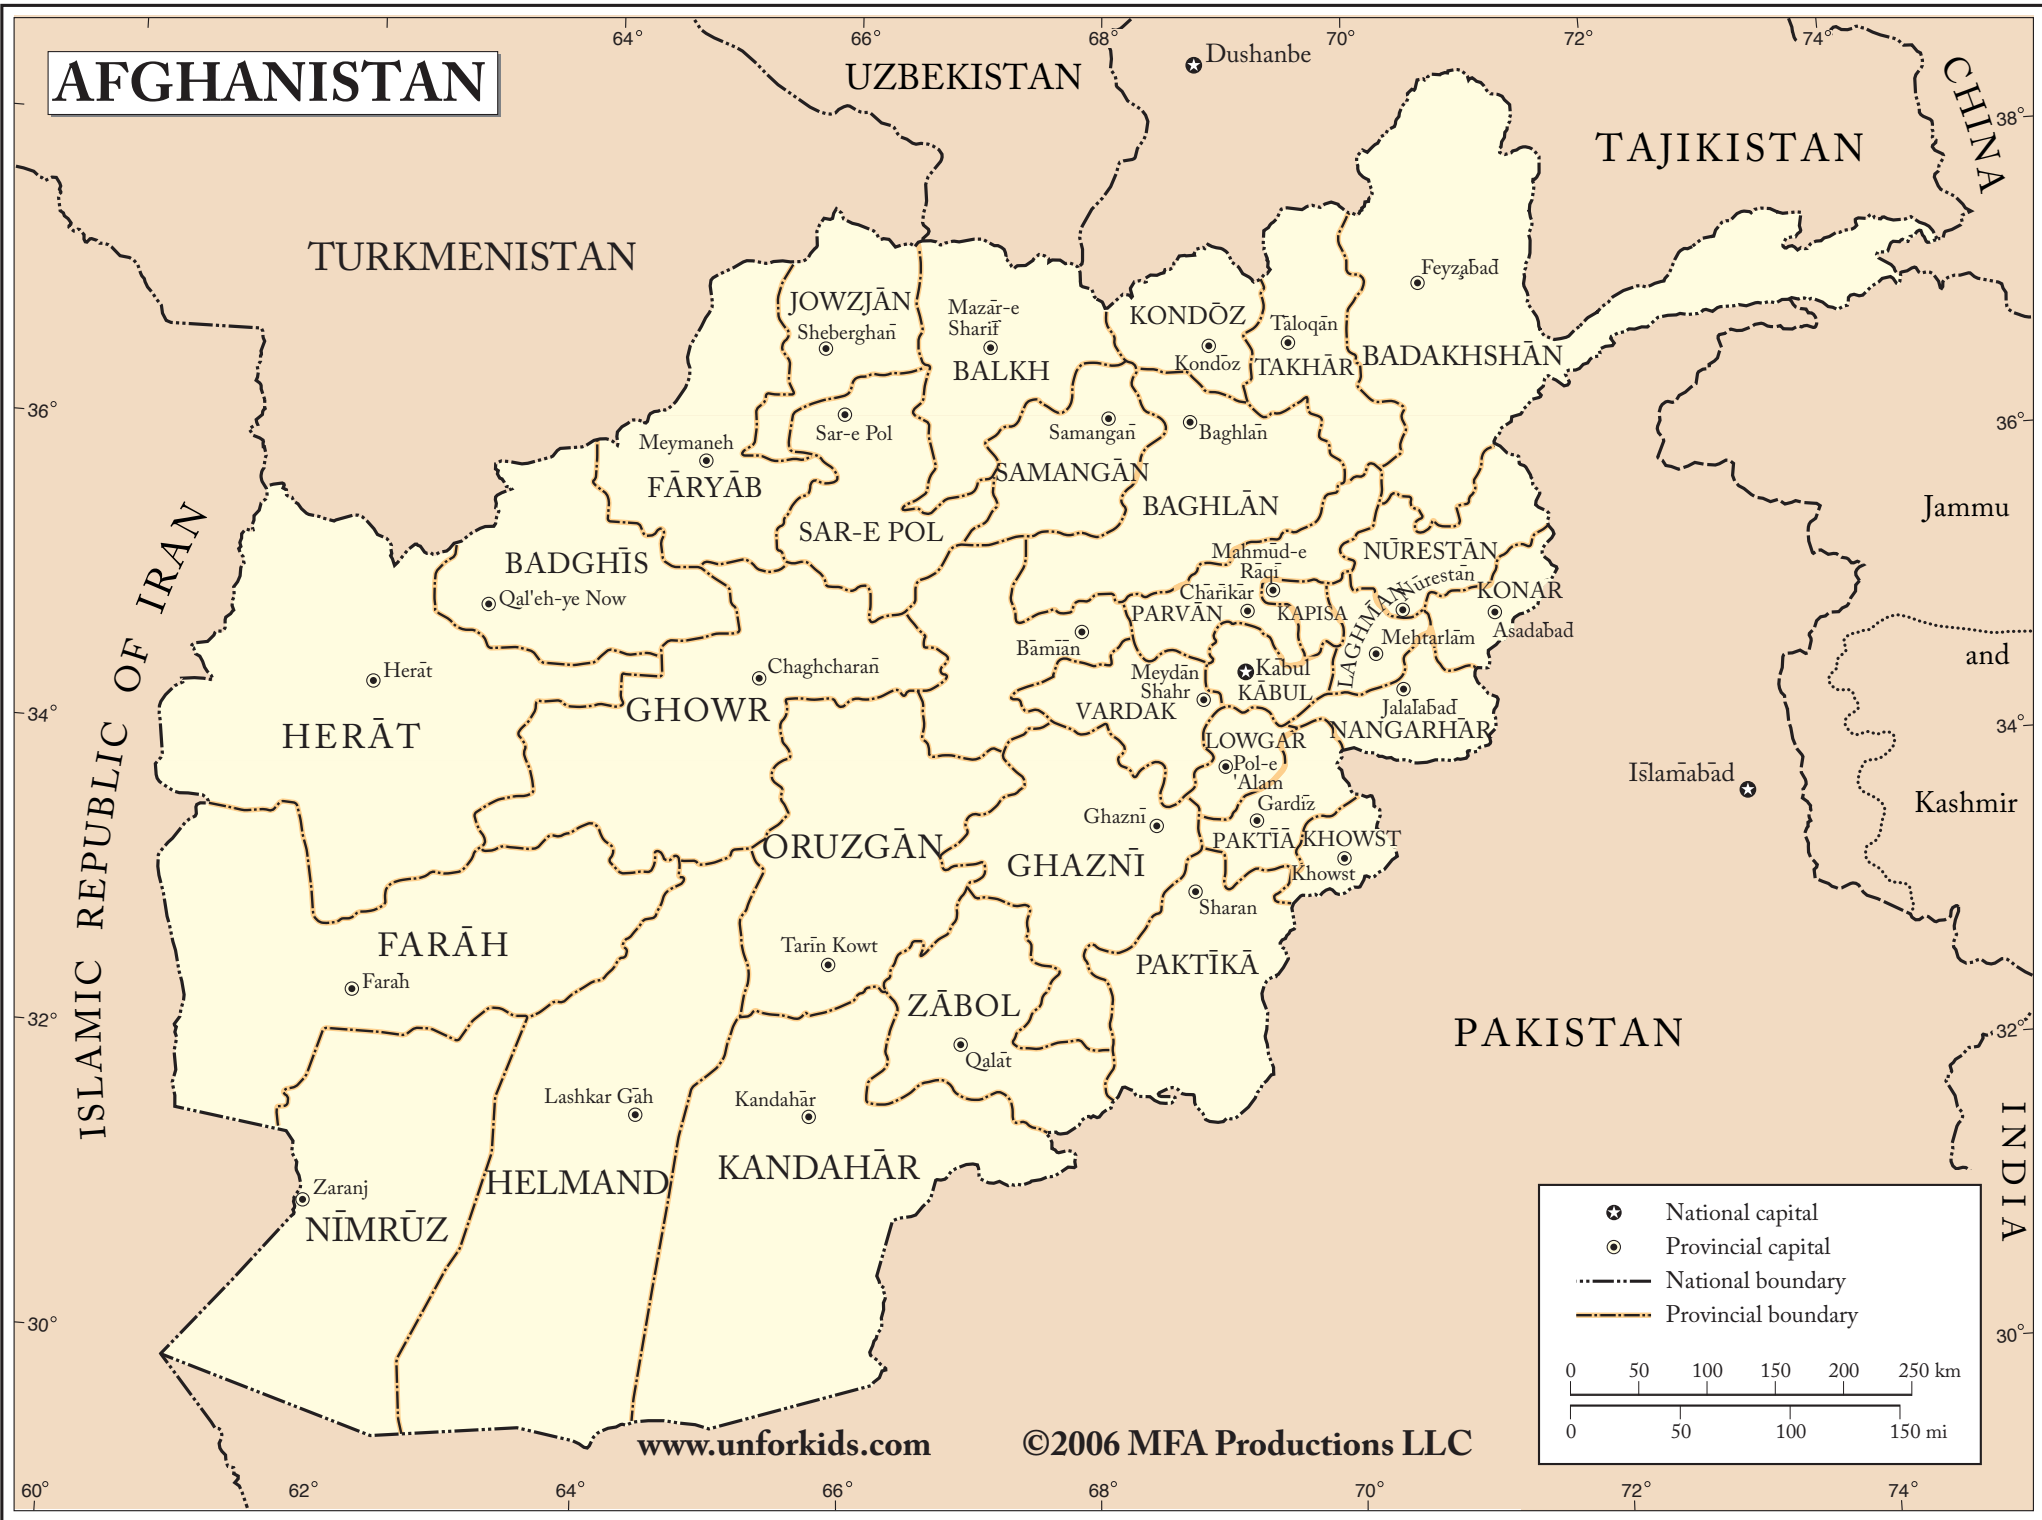 64°
66°
68°
70°
72°
74°
AFGHANISTAN
UZBEKISTAN
Dushanbe
CHINA
38°
TAJIKISTAN
TURKMENISTAN
Feyz̧ābād
JOWZJĀN
Sheberghān
Mazār-e
Sharīf
BALKH
KONDŌZ
Kondōz
Tāloqān
TAKHĀR
BADAKHSHĀN
36°
36°
Sar-e Pol
Samangān
Baghlān
Meymaneh
FĀRYĀB
SAMANGĀN
BAGHLĀN
SAR-E POL
Jammu
BADGHĪS
Qal'eh-ye Now
Mahmūd-e
Rāqī
NŪRESTĀN
Nūrestān
Chārīkār
PARVĀN
KAPISA
KONAR
Asadābād
LAGHMĀN
Mehtarlām
and
Bāmīān
Herāt
Chaghcharān
Meydān
Shahr
VARDAK
Kābul
KĀBUL
Jalālābād
NANGARHĀR
34°
34°
HERĀT
GHOWR
LOWGAR
Pol-e
'Alam
Īslāmābād
Kashmir
Ghaznī
Gardīz
PAKTĪĀ
KHOWST
Khowst
ORUZGĀN
GHAZNĪ
Sharan
ISLAMIC REPUBLIC OF IRAN
FARĀH
Farāh
Tarīn Kowt
PAKTĪKĀ
ZĀBOL
Qalāt
32°
32°
PAKISTAN
Lashkar Gāh
Kandahār
KANDAHĀR
HELMAND
Zaranj
NĪMRŪZ
INDIA
National capital
Provincial capital
National boundary
Provincial boundary
30°
30°
0 50 100 150 200 250 km
0 50 100 150 mi
www.unforkids.com ©2006 MFA Productions LLC
60°
62°
64°
66°
68°
70°
72°
74°